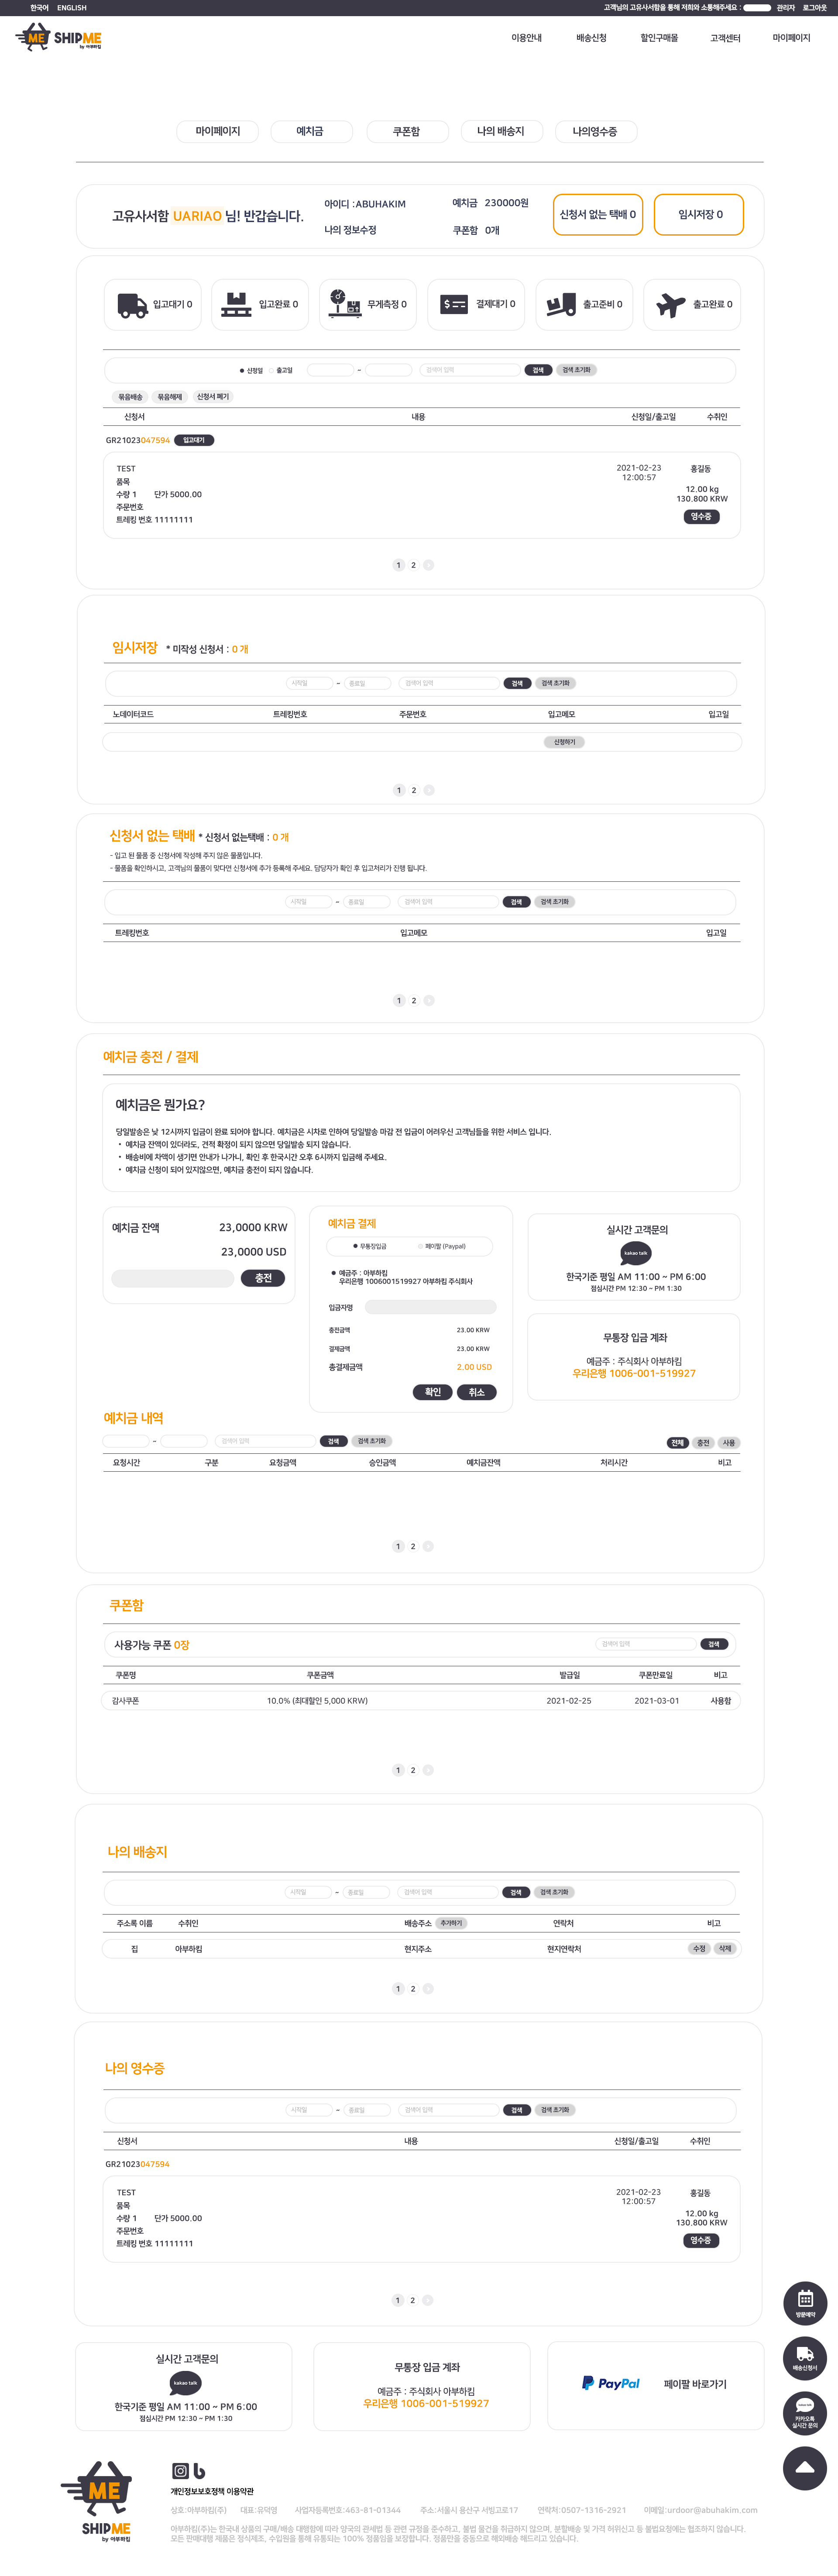 한국어 ENGLISH 고객님의 고유사서함을 통해 저희와 소통해주세요 : 관리자 로그아웃
ME SHIPME by 아부하킴
이용안내 배송신청 할인구매몰 고객센터 마이페이지
마이페이지 예치금 쿠폰함 나의 배송지 나의영수증
고유사서함 UARIAO 님! 반갑습니다.
아이디 :ABUHAKIM 예치금 230000원
나의 정보수정 쿠폰함 0개
신청서 없는 택배 0 임시저장 0
입고대기 0 입고완료 0 무게측정 0 결제대기 0 출고준비 0 출고완료 0
신청일 출고일 ~ 검색어 입력 검색 검색 초기화
묶음배송 묶음해제 신청서 폐기
신청서 내용 신청일/출고일 수취인
GR21023047594 입고대기
TEST 2021-02-23 홍길동
품목 12:00:57
수량 1 단가 5000.00 12.00 kg
주문번호 130.800 KRW
트레킹 번호 11111111 영수증
1 2
임시저장 * 미작성 신청서 : 0 개
시작일 ~ 종료일 검색어 입력 검색 검색 초기화
노데이터코드 트레킹번호 주문번호 입고메모 입고일
신청하기
1 2
신청서 없는 택배 * 신청서 없는택배 : 0 개
- 입고 된 물품 중 신청서에 작성해 주지 않은 물품입니다.
- 물품을 확인하시고, 고객님의 물품이 맞다면 신청서에 추가 등록해 주세요. 담당자가 확인 후 입고처리가 진행 됩니다.
시작일 ~ 종료일 검색어 입력 검색 검색 초기화
트레킹번호 입고메모 입고일
1 2
예치금 충전 / 결제
예치금은 뭔가요?
당일발송은 낮 12시까지 입금이 완료 되어야 합니다. 예치금은 시차로 인하여 당일발송 마감 전 입금이 어려우신 고객님들을 위한 서비스 입니다.
• 예치금 잔액이 있더라도, 견적 확정이 되지 않으면 당일발송 되지 않습니다.
• 배송비에 차액이 생기면 안내가 나가니, 확인 후 한국시간 오후 6시까지 입금해 주세요.
• 예치금 신청이 되어 있지않으면, 예치금 충전이 되지 않습니다.
예치금 잔액 23,0000 KRW
23,0000 USD
충전
예치금 결제
무통장입금 페이팔 (Paypal)
예금주 : 아부하킴
우리은행 1006001519927 아부하킴 주식회사
입금자명
충전금액 23.00 KRW
결제금액 23.00 KRW
총결제금액 2.00 USD
확인 취소
실시간 고객문의
kakao talk
한국기준 평일 AM 11:00 ~ PM 6:00
점심시간 PM 12:30 ~ PM 1:30
무통장 입금 계좌
예금주 : 주식회사 아부하킴
우리은행 1006-001-519927
예치금 내역
~ 검색어 입력 검색 검색 초기화 전체 충전 사용
요청시간 구분 요청금액 승인금액 예치금잔액 처리시간 비고
1 2
쿠폰함
사용가능 쿠폰 0장 검색어 입력 검색
쿠폰명 쿠폰금액 발급일 쿠폰만료일 비고
감사쿠폰 10.0% (최대할인 5,000 KRW) 2021-02-25 2021-03-01 사용함
1 2
나의 배송지
시작일 ~ 종료일 검색어 입력 검색 검색 초기화
주소록 이름 수취인 배송주소 추가하기 연락처 비고
집 아부하킴 현지주소 현지연락처 수정 삭제
1 2
나의 영수증
시작일 ~ 종료일 검색어 입력 검색 검색 초기화
신청서 내용 신청일/출고일 수취인
GR21023047594
TEST 2021-02-23 홍길동
품목 12:00:57
수량 1 단가 5000.00 12.00 kg
주문번호 130.800 KRW
트레킹 번호 11111111 영수증
1 2
방문예약
배송신청서
카카오톡
실시간 문의
실시간 고객문의
kakao talk
한국기준 평일 AM 11:00 ~ PM 6:00
점심시간 PM 12:30 ~ PM 1:30
무통장 입금 계좌
예금주 : 주식회사 아부하킴
우리은행 1006-001-519927
PayPal 페이팔 바로가기
ME SHIPME by 아부하킴
개인정보보호정책 이용약관
상호:아부하킴(주) 대표:유덕영 사업자등록번호:463-81-01344 주소:서울시 용산구 서빙고로17 연락처:0507-1316-2921 이메일:urdoor@abuhakim.com
아부하킴(주)는 한국내 상품의 구매/배송 대행함에 따라 양국의 관세법 등 관련 규정을 준수하고, 불법 물건을 취급하지 않으며, 분할배송 및 가격 허위신고 등 불법요청에는 협조하지 않습니다.
모든 판매대행 제품은 정식제조, 수입원을 통해 유통되는 100% 정품임을 보장합니다. 정품만을 중동으로 해외배송 해드리고 있습니다.